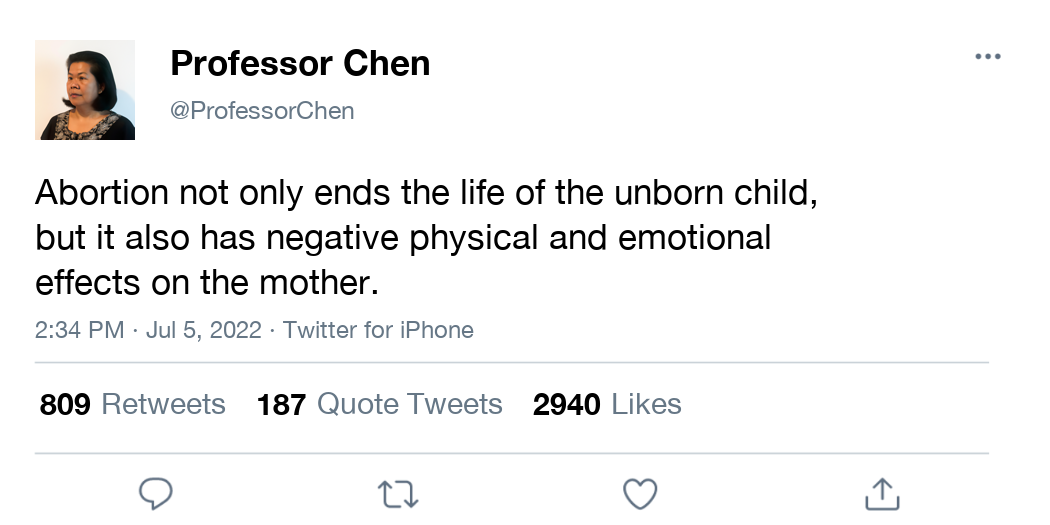 Professor Chen
@ProfessorChen
Abortion not only ends the life of the unborn child,
but it also has negative physical and emotional
effects on the mother.
2:34 PM · Jul 5, 2022 · Twitter for iPhone
809 Retweets 187 Quote Tweets 2940 Likes